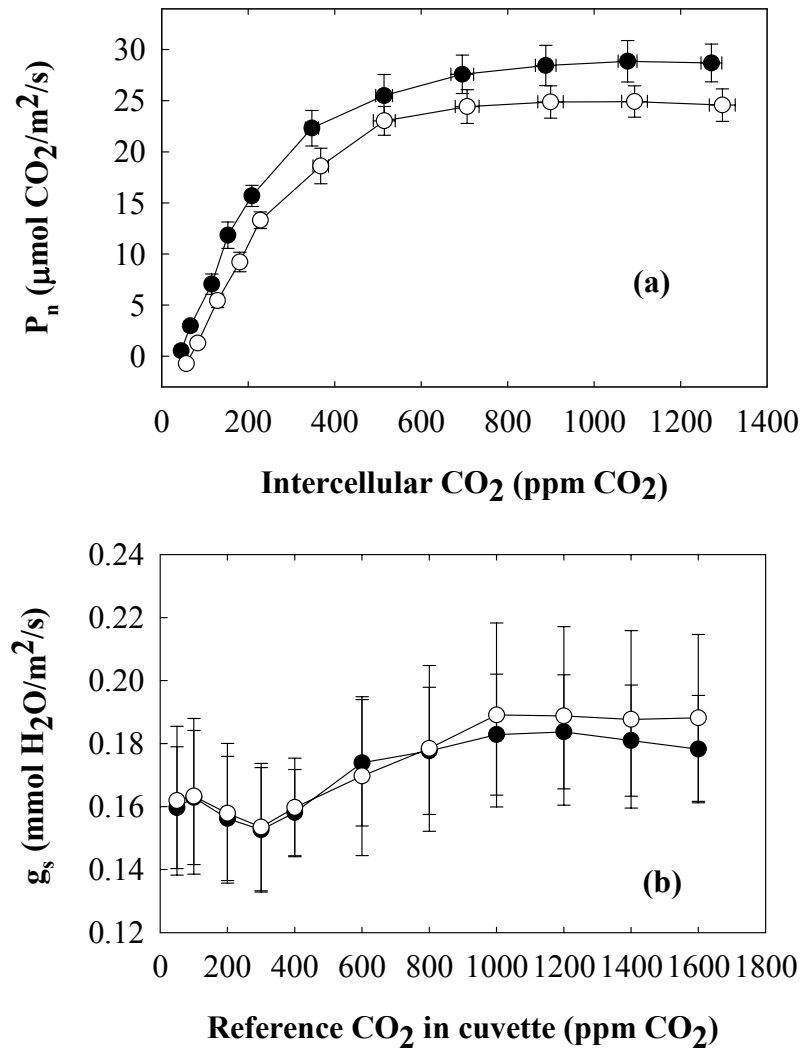 30
25
20
15
10
5
0
Pn (µmol CO2/m2/s)
(a)
0 200 400 600 800 1000 1200 1400
Intercellular CO2 (ppm CO2)
0.24
0.22
0.20
0.18
0.16
0.14
0.12
gs (mmol H2O/m2/s)
(b)
0 200 400 600 800 1000 1200 1400 1600 1800
Reference CO2 in cuvette (ppm CO2)